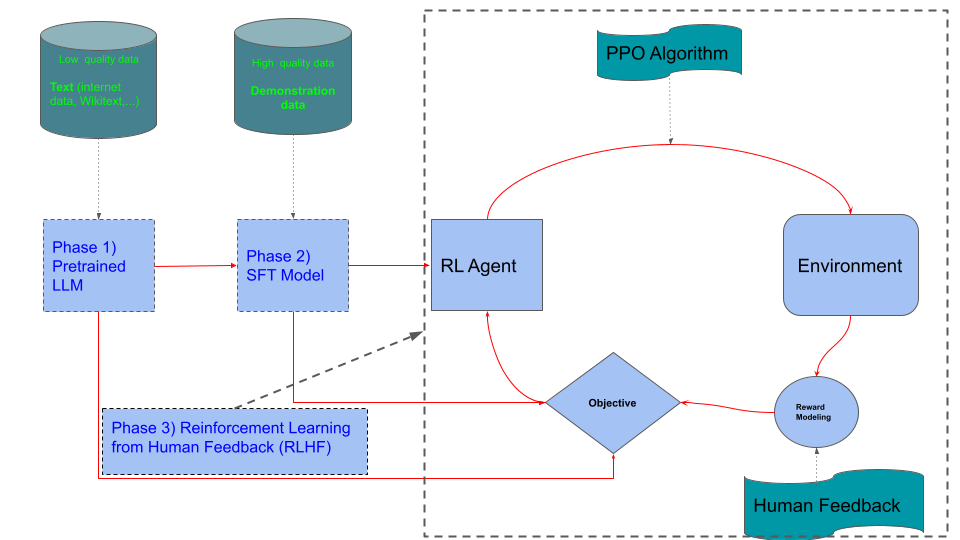 Low quality data
Text (internet
data, Wikitext,...)
High quality data
Demonstration
data
PPO Algorithm
Phase 1)
Pretrained
LLM
Phase 2)
SFT Model
RL Agent
Environment
Objective
Reward
Modeling
Phase 3) Reinforcement Learning
from Human Feedback (RLHF)
Human Feedback